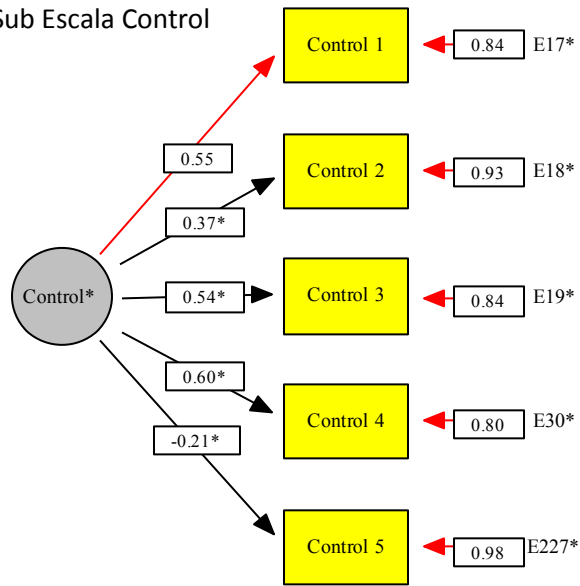 Sub Escala Control
Control 1
0.84
E17*
0.55
Control 2
0.93
E18*
0.37*
Control*
0.54*
Control 3
0.84
E19*
0.60*
Control 4
0.80
E30*
-0.21*
Control 5
0.98
E227*